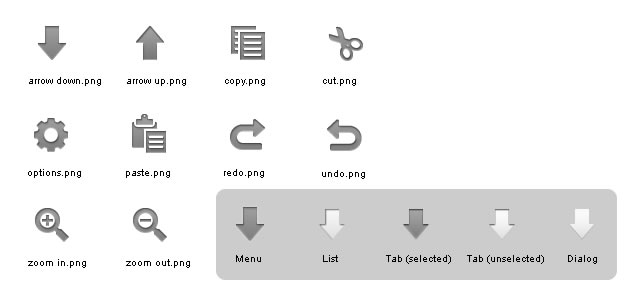 arrow down.png arrow up.png copy.png cut.png
options.png paste.png redo.png undo.png
zoom in.png zoom out.png Menu List Tab (selected) Tab (unselected) Dialog